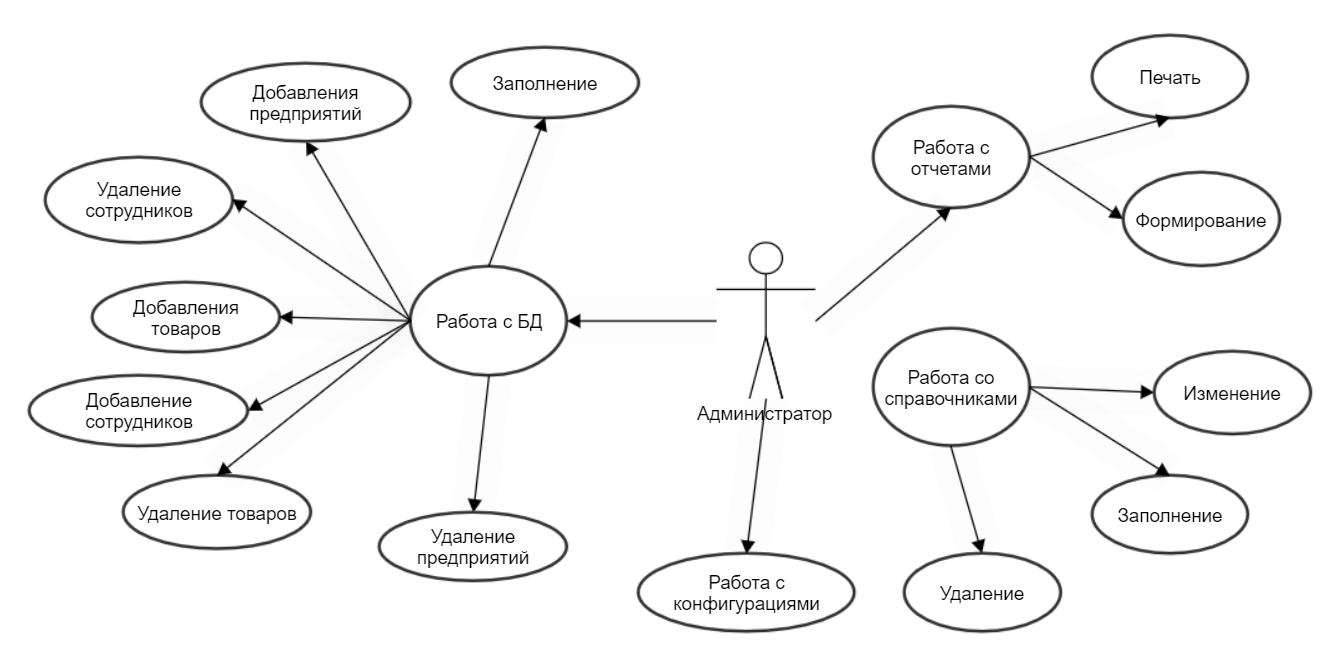 Добавления
предприятий
Заполнение
Печать
Работа с
отчетами
Удаление
сотрудников
Формирование
Добавления
товаров
Работа с БД
Работа со
справочниками
Изменение
Добавление
сотрудников
Администратор
Удаление товаров
Заполнение
Удаление
предприятий
Работа с
конфигурациями
Удаление